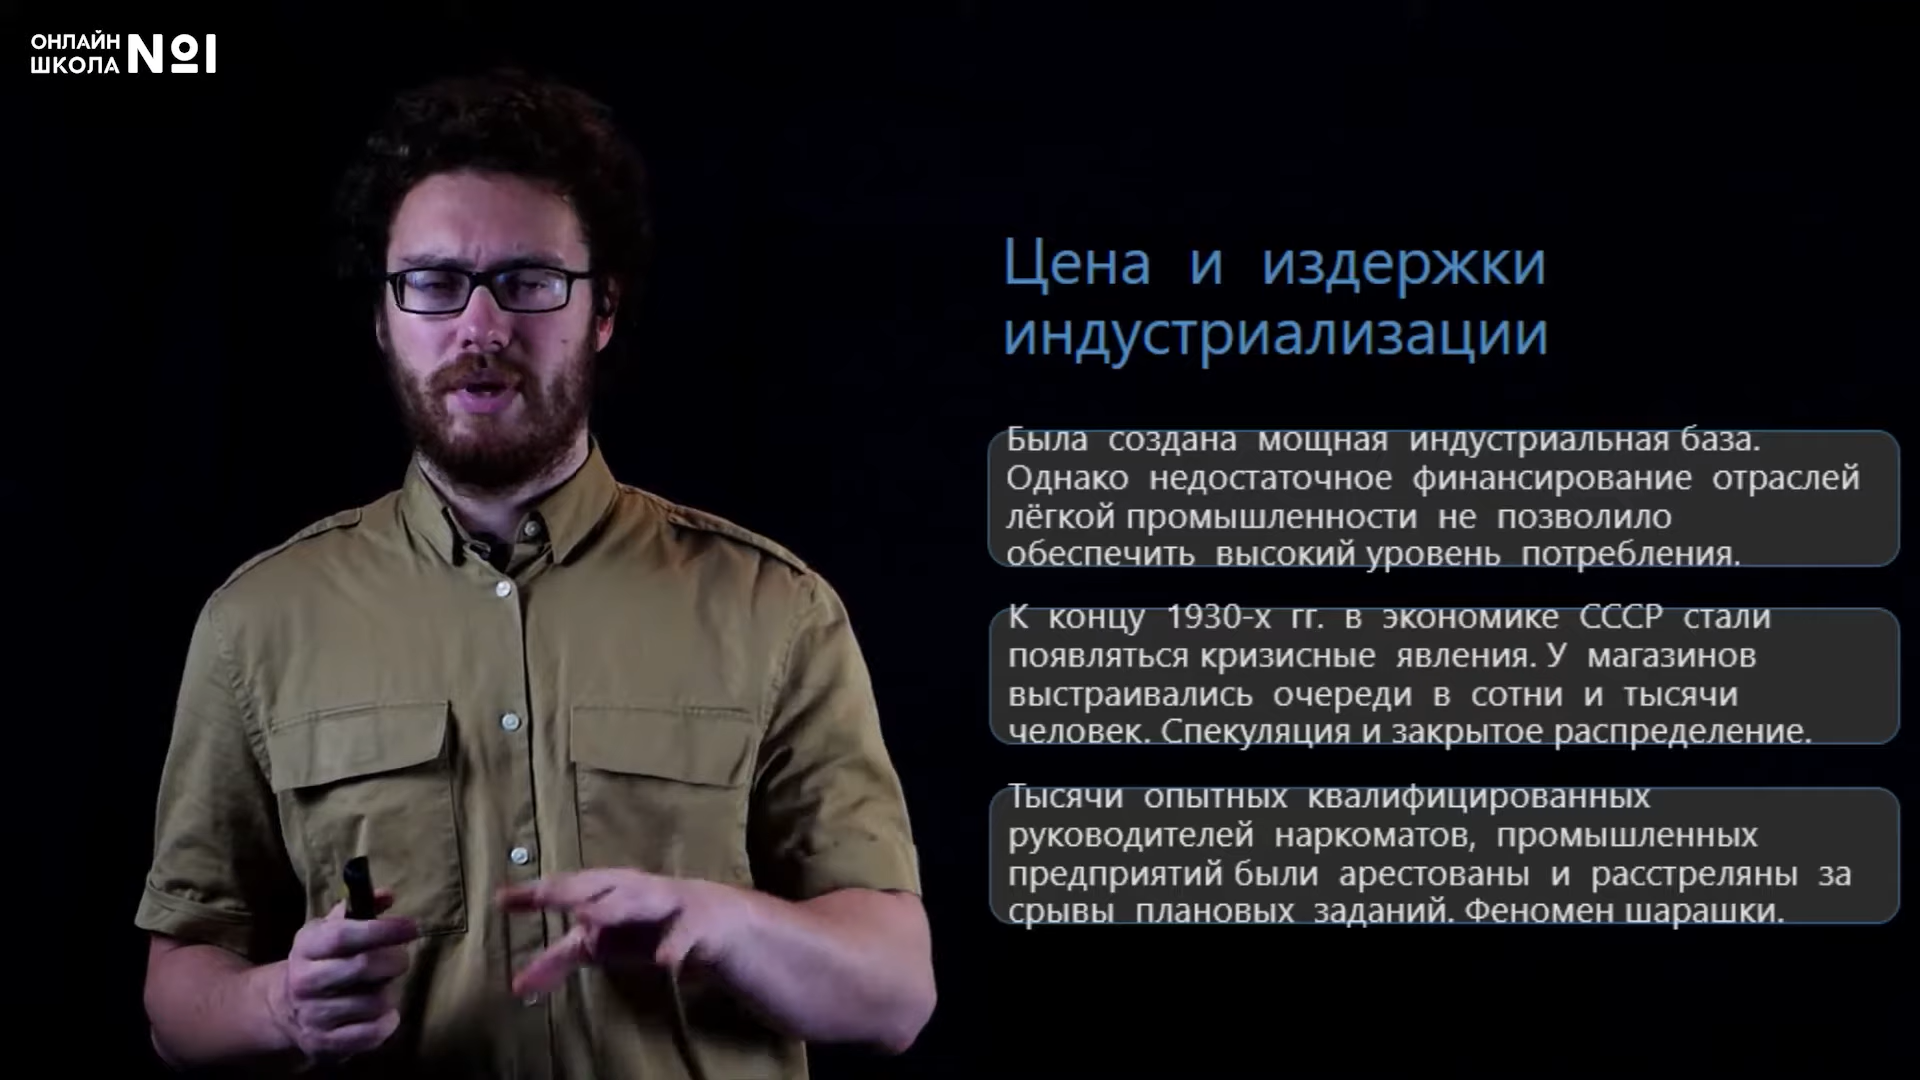 ОНЛАЙН
ШКОЛА №1
Цена и издержки
индустриализации
Была создана мощная индустриальная база.
Однако недостаточное финансирование отраслей
лёгкой промышленности не позволило
обеспечить высокий уровень потребления.
К концу 1930-х гг. в экономике СССР стали
появляться кризисные явления. У магазинов
выстраивались очереди в сотни и тысячи
человек. Спекуляция и закрытое распределение.
Тысячи опытных квалифицированных
руководителей наркоматов, промышленных
предприятий были арестованы и расстреляны за
срывы плановых заданий. Феномен шарашки.